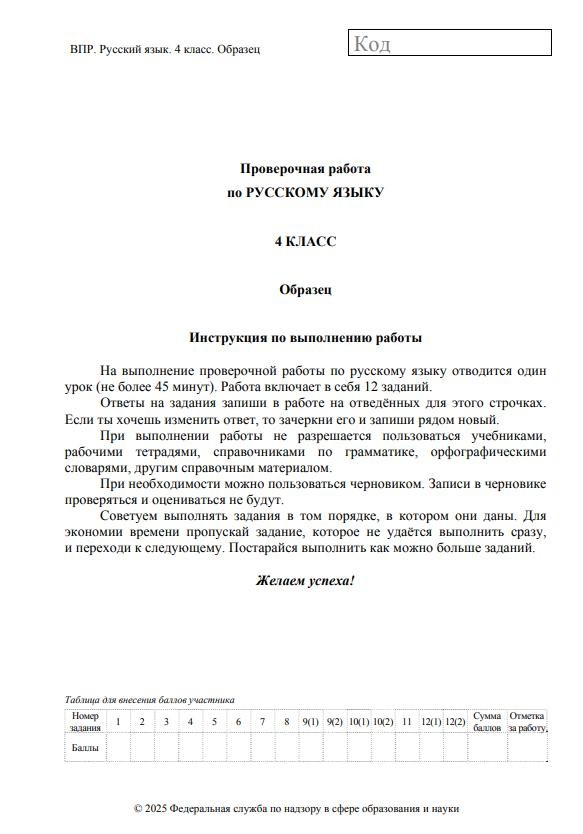 ВПР. Русский язык. 4 класс. Образец
Код
Проверочная работа
по РУССКОМУ ЯЗЫКУ
4 КЛАСС
Образец
Инструкция по выполнению работы
На выполнение проверочной работы по русскому языку отводится один
урок (не более 45 минут). Работа включает в себя 12 заданий.
Ответы на задания запиши в работе на отведённых для этого строчках.
Если ты хочешь изменить ответ, то зачеркни его и запиши рядом новый.
При выполнении работы не разрешается пользоваться учебниками,
рабочими тетрадями, справочниками по грамматике, орфографическими
словарями, другим справочным материалом.
При необходимости можно пользоваться черновиком. Записи в черновике
проверяться и оцениваться не будут.
Советуем выполнять задания в том порядке, в котором они даны. Для
экономии времени пропускай задание, которое не удаётся выполнить сразу,
и переходи к следующему. Постарайся выполнить как можно больше заданий.
Желаем успеха!
Таблица для внесения баллов участника
Номер задания 1 2 3 4 5 6 7 8 9(1) 9(2) 10(1) 10(2) 11 12(1) 12(2) Сумма баллов Отметка за работу
Баллы
© 2025 Федеральная служба по надзору в сфере образования и науки